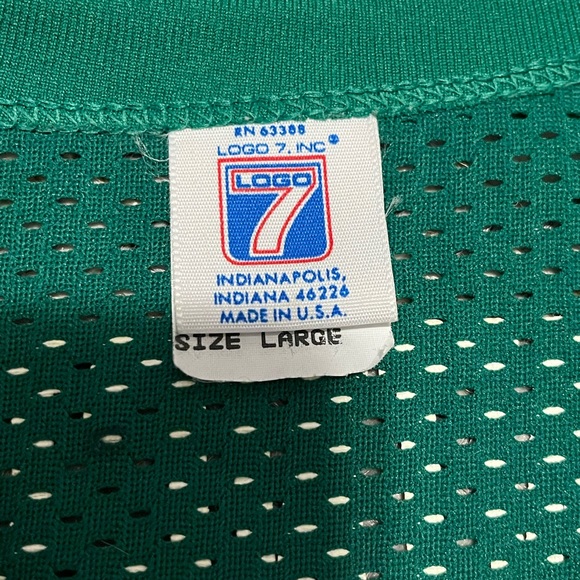 RN 63388
LOGO 7, INC®
LOGO
7
INDIANAPOLIS,
INDIANA 46226
MADE IN U.S.A.
SIZE LARGE